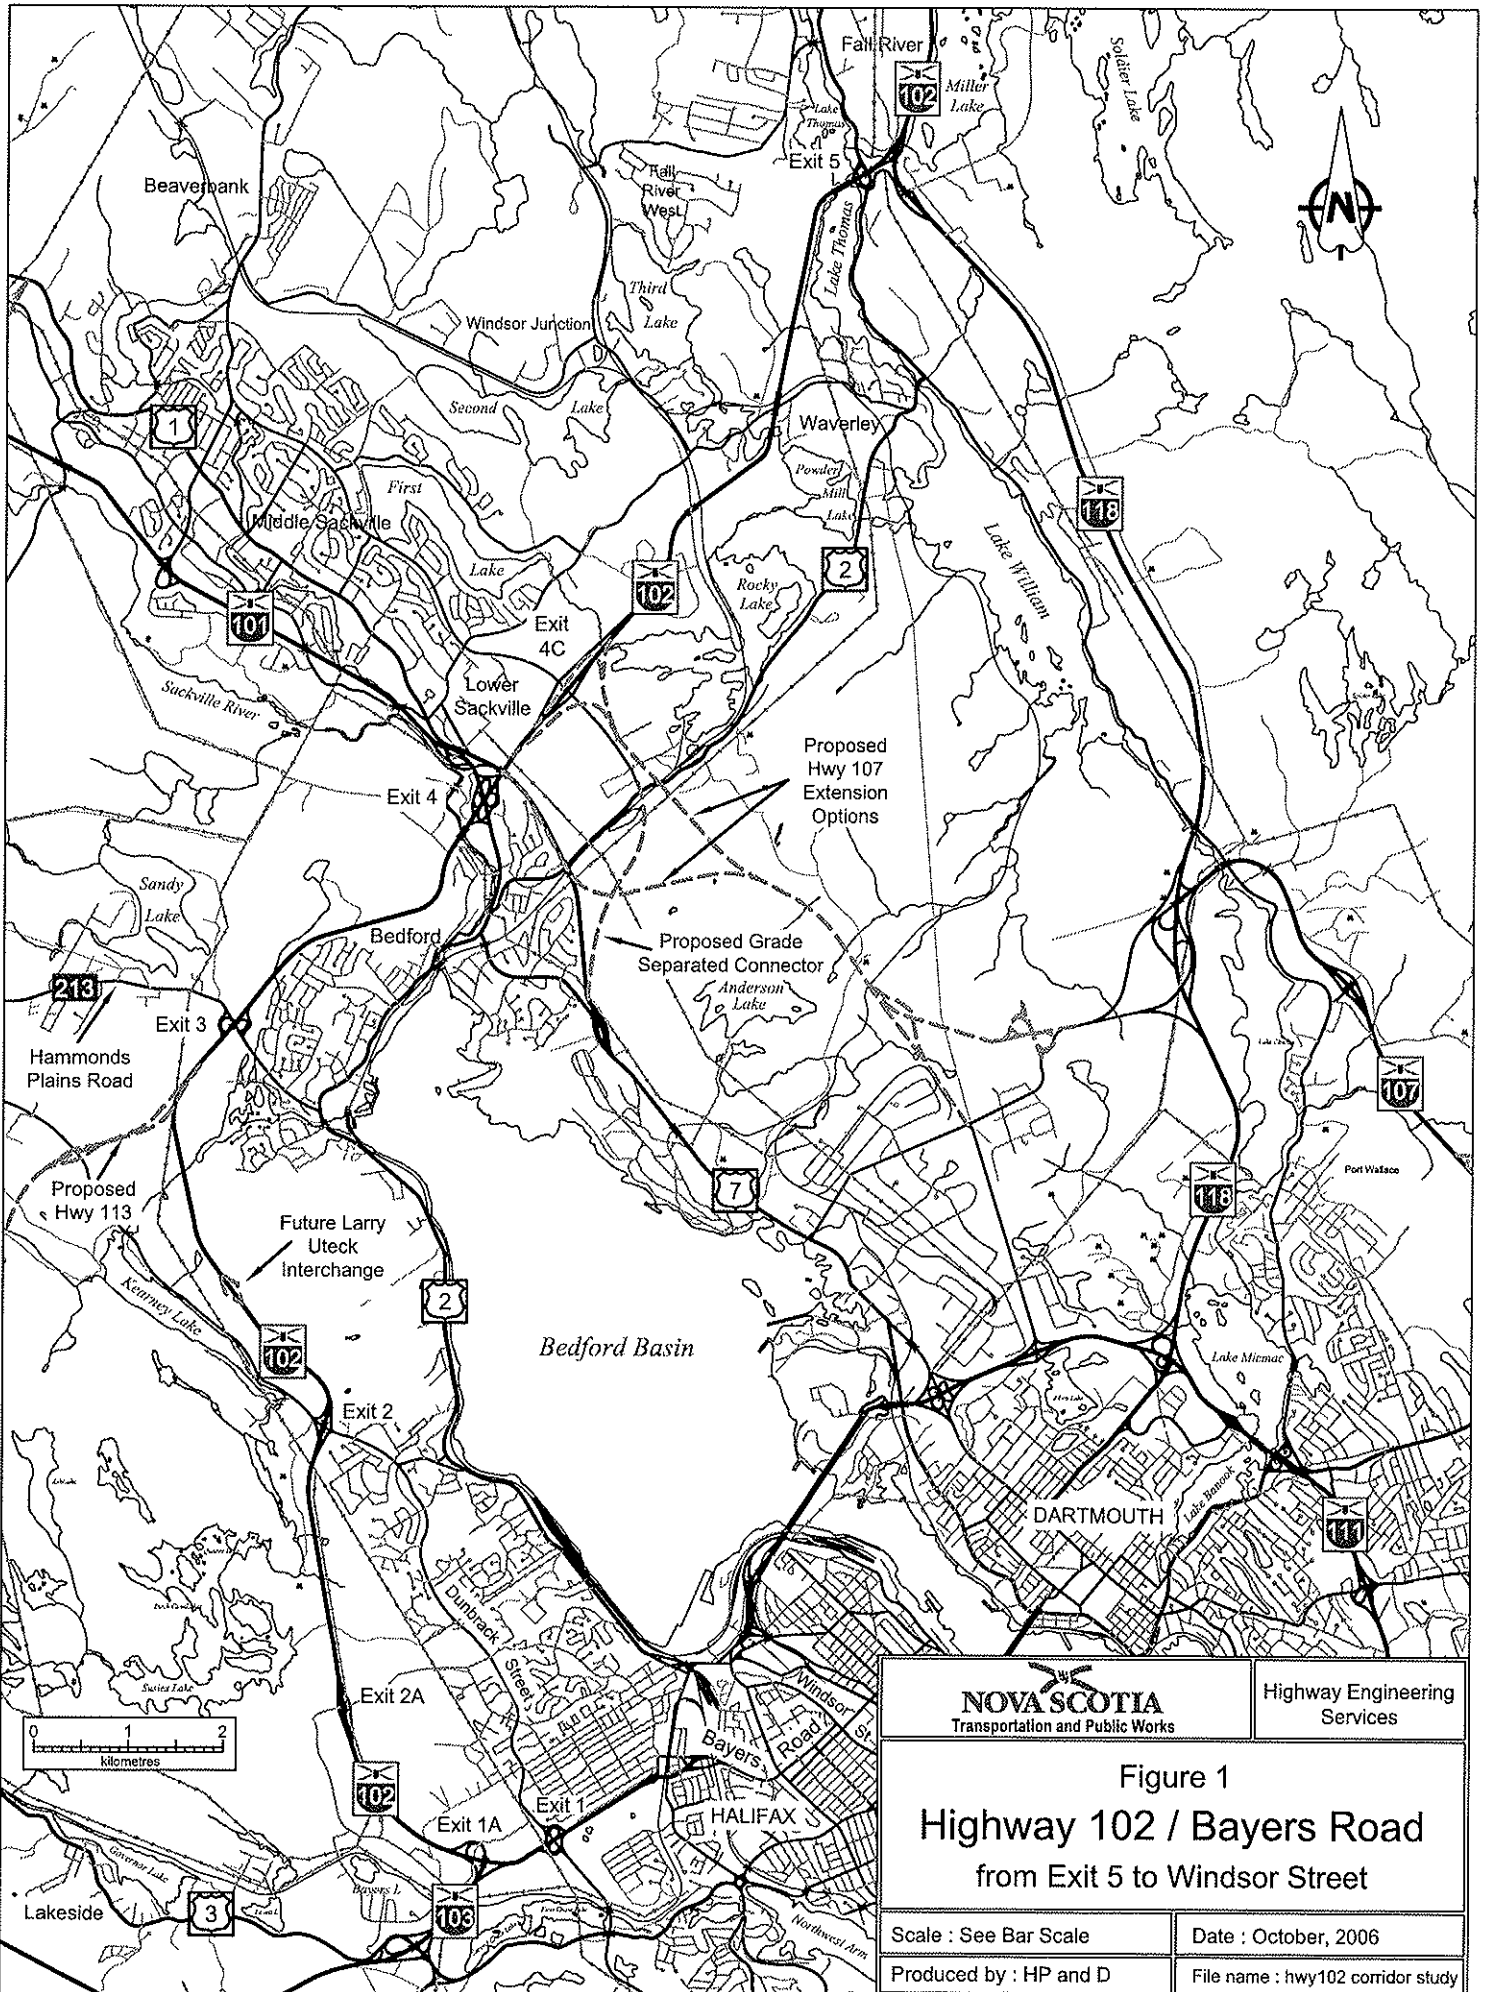 Fall River
102
Miller
Lake
Soldier Lake
Lake
Thomas
Exit 5
Fall
River
West
Beaverbank
N
Lake Thomas
Third
Lake
Windsor Junction
Second
Lake
1
Waverley
First
Powder
Mill
Lake
118
Middle Sackville
Lake William
2
Lake
102
Rocky
Lake
101
Exit
4C
Lower
Sackville
Sackville River
Proposed
Hwy 107
Extension
Options
Exit 4
Sandy
Lake
Bedford
Proposed Grade
Separated Connector
Anderson
Lake
213
Exit 3
Hammonds
Plains Road
107
Proposed
Hwy 113
7
118
Port Wallace
Future Larry
Uteck
Interchange
Kearney Lake
2
Bedford Basin
102
Lake Micmac
Exit 2
DARTMOUTH
Lake Banook
111
Dunbrack
Street
Susies Lake
Exit 2A
Windsor St
Bayers
Road
0 1 2
kilometres
102
Exit 1A
Exit 1
HALIFAX
Governor Lake
Bayers L
Lakeside
3
103
Northwest Arm
NOVA SCOTIA
Transportation and Public Works
Highway Engineering
Services
Figure 1
Highway 102 / Bayers Road
from Exit 5 to Windsor Street
Scale : See Bar Scale
Date : October, 2006
Produced by : HP and D
File name : hwy102 corridor study